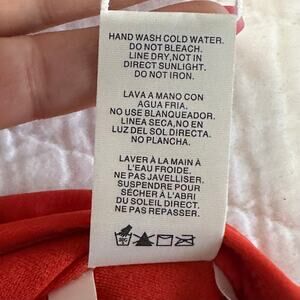 HAND WASH COLD WATER.
DO NOT BLEACH.
LINE DRY,NOT IN
DIRECT SUNLIGHT.
DO NOT IRON.
LAVA A MANO CON
AGUA FRIA.
NO USE BLANQUEADOR.
LINEA SECA,NO EN
LUZ DEL SOL DIRECTA.
NO PLANCHA.
LAVER À LA MAIN À
L'EAU FROIDE.
NE PAS JAVELLISER.
SUSPENDRE POUR
SÉCHER À L'ABRI
DU SOLEIL DIRECT.
NE PAS REPASSER.